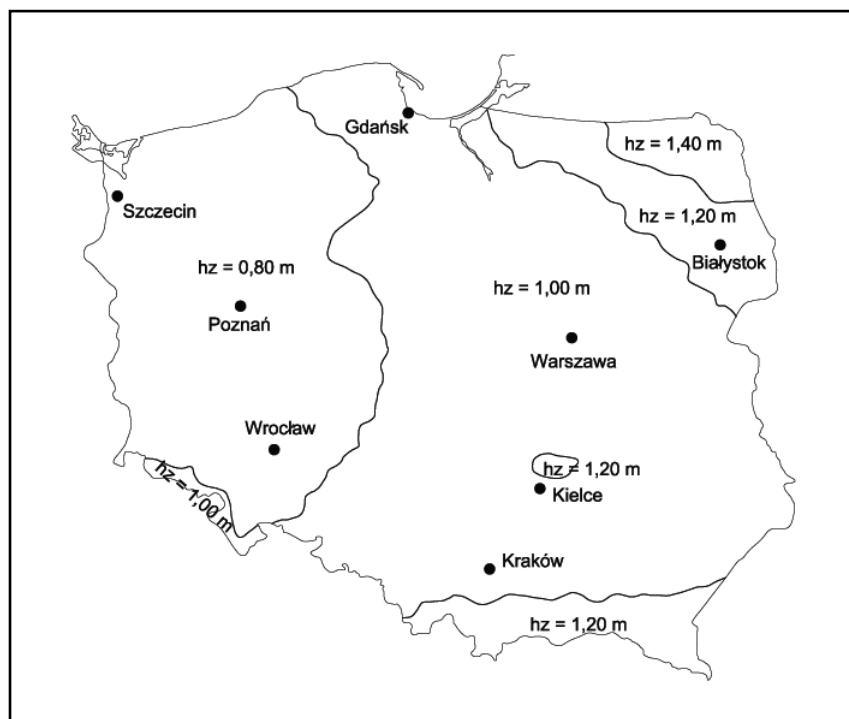 Gdańsk
hz = 1,40 m
Szczecin
hz = 1,20 m
Białystok
hz = 0,80 m
hz = 1,00 m
Poznań
Warszawa
Wrocław
hz = 1,20 m
hz = 1,00 m
Kielce
Kraków
hz = 1,20 m